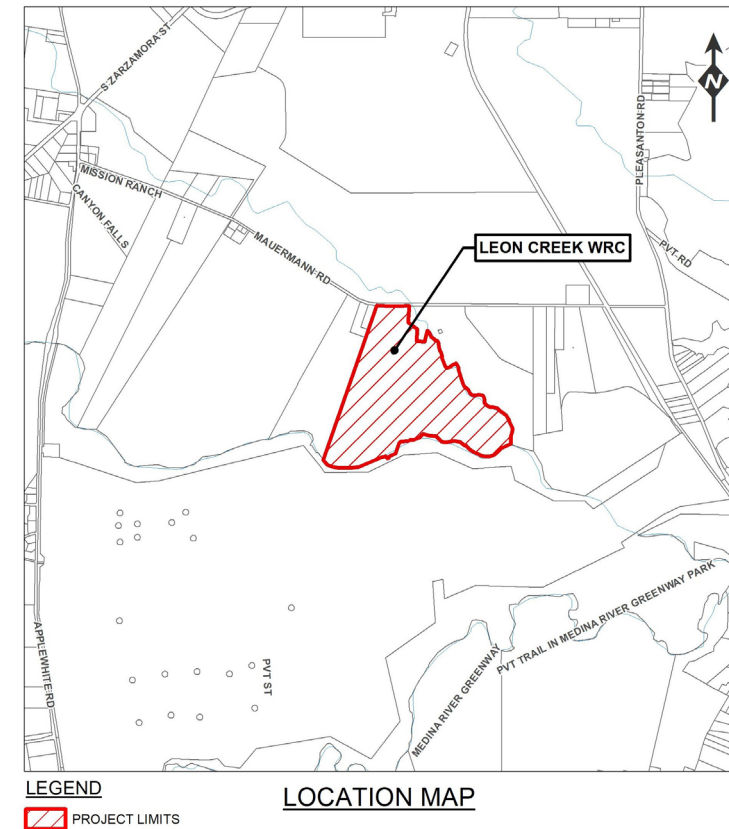 S ZARZAMORA ST
N
PLEASANTON RD
MISSION RANCH
CANYON FALLS
MAUERMANN RD
LEON CREEK WRC
PVT RD
APPLEWHITE RD
PVT ST
MEDINA RIVER GREENWAY
PVT TRAIL IN MEDINA RIVER GREENWAY PARK
LEGEND
LOCATION MAP
PROJECT LIMITS